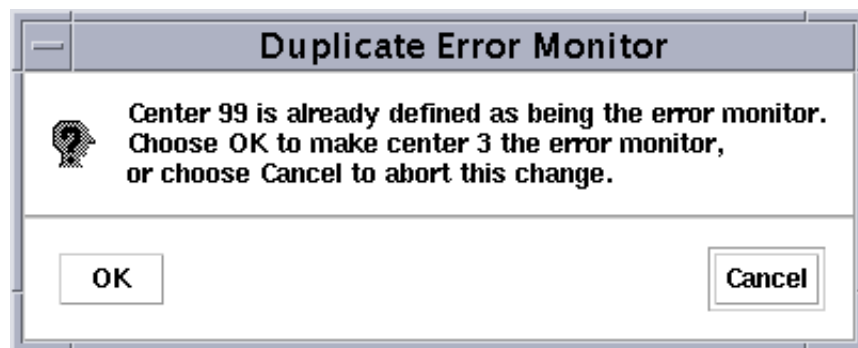 Duplicate Error Monitor
Center 99 is already defined as being the error monitor.
Choose OK to make center 3 the error monitor,
or choose Cancel to abort this change.
OK
Cancel